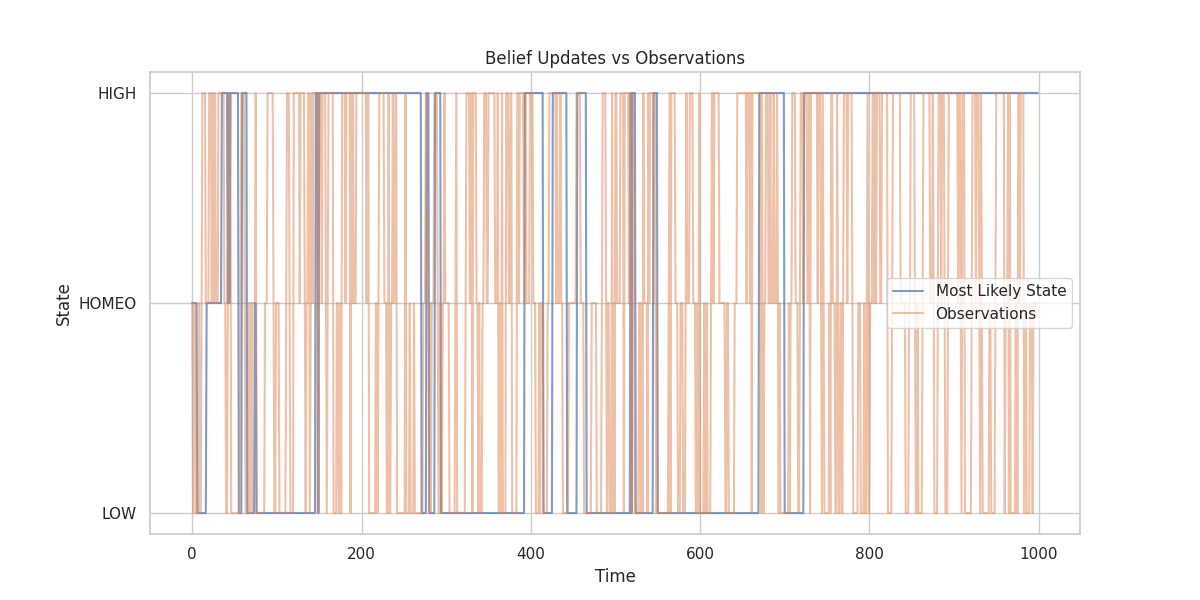 Belief Updates vs Observations
HIGH
HOMEO
LOW
State
Most Likely State
Observations
0 200 400 600 800 1000
Time